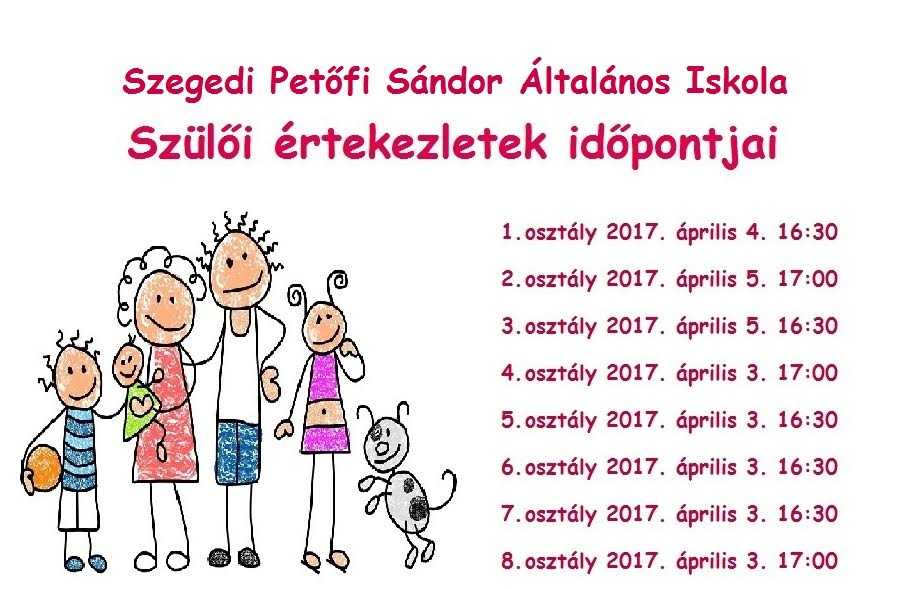 Szegedi Petőfi Sándor Általános Iskola
Szülői értekezletek időpontjai
1.osztály 2017. április 4. 16:30
2.osztály 2017. április 5. 17:00
3.osztály 2017. április 5. 16:30
4.osztály 2017. április 3. 17:00
5.osztály 2017. április 3. 16:30
6.osztály 2017. április 3. 16:30
7.osztály 2017. április 3. 16:30
8.osztály 2017. április 3. 17:00